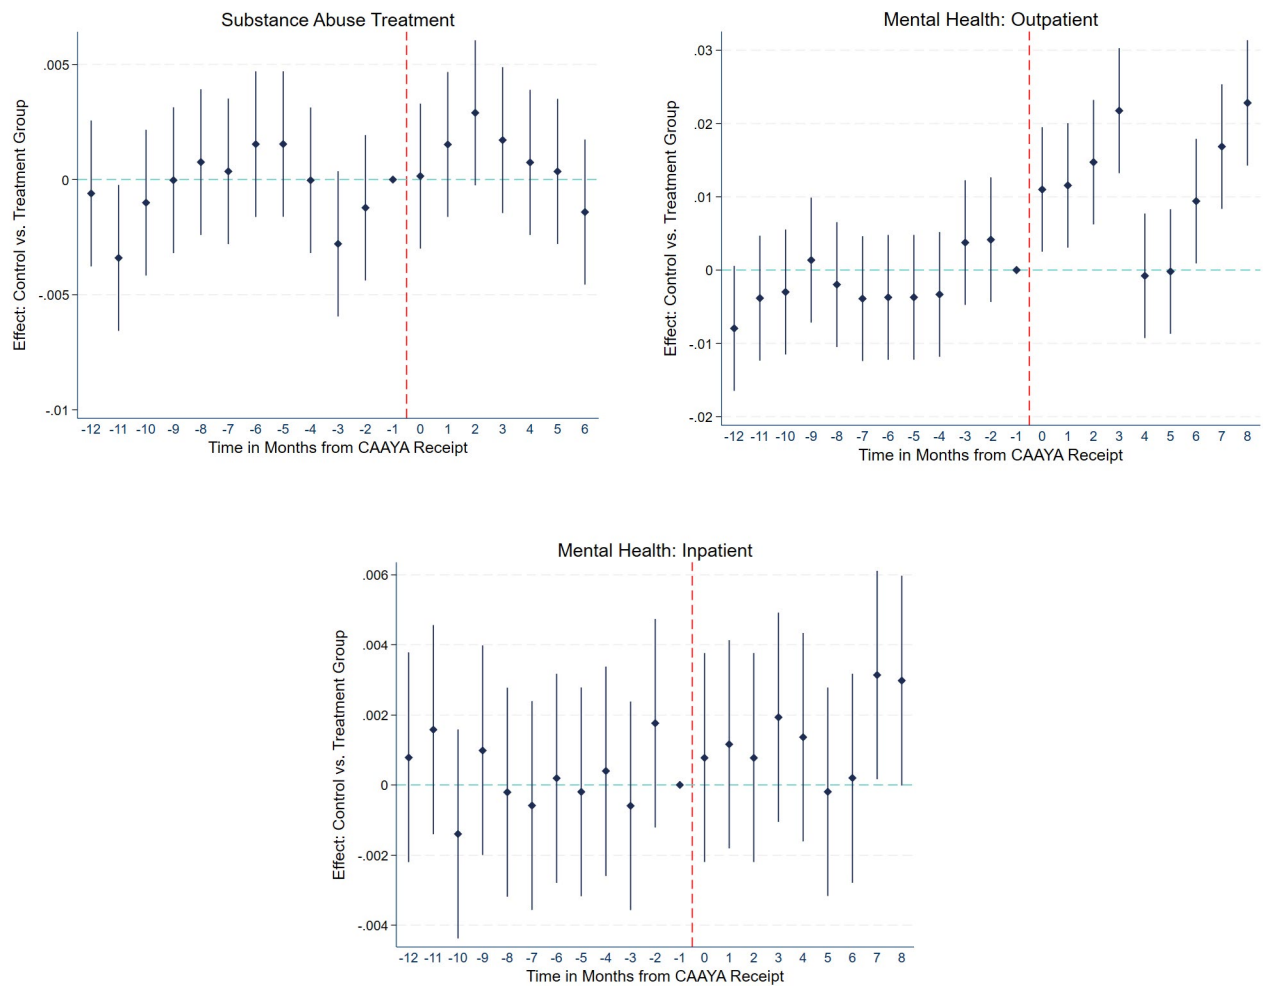 Substance Abuse Treatment
Effect: Control vs. Treatment Group
.005
0
-.005
-.01
-12 -11 -10 -9 -8 -7 -6 -5 -4 -3 -2 -1 0 1 2 3 4 5 6
Time in Months from CAAYA Receipt
Mental Health: Outpatient
Effect: Control vs. Treatment Group
.03
.02
.01
0
-.01
-.02
-12 -11 -10 -9 -8 -7 -6 -5 -4 -3 -2 -1 0 1 2 3 4 5 6 7 8
Time in Months from CAAYA Receipt
Mental Health: Inpatient
Effect: Control vs. Treatment Group
.006
.004
.002
0
-.002
-.004
-12 -11 -10 -9 -8 -7 -6 -5 -4 -3 -2 -1 0 1 2 3 4 5 6 7 8
Time in Months from CAAYA Receipt